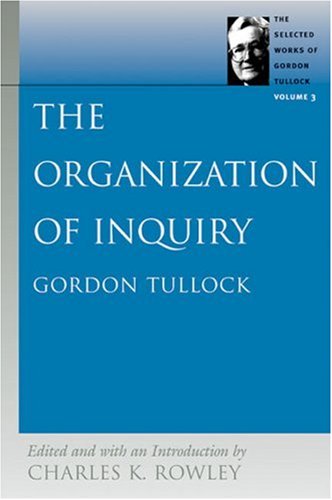 THE
SELECTED
WORKS OF
GORDON
TULLOCK
VOLUME 3
THE
ORGANIZATION
OF INQUIRY
GORDON TULLOCK
Edited and with an Introduction by
CHARLES K. ROWLEY